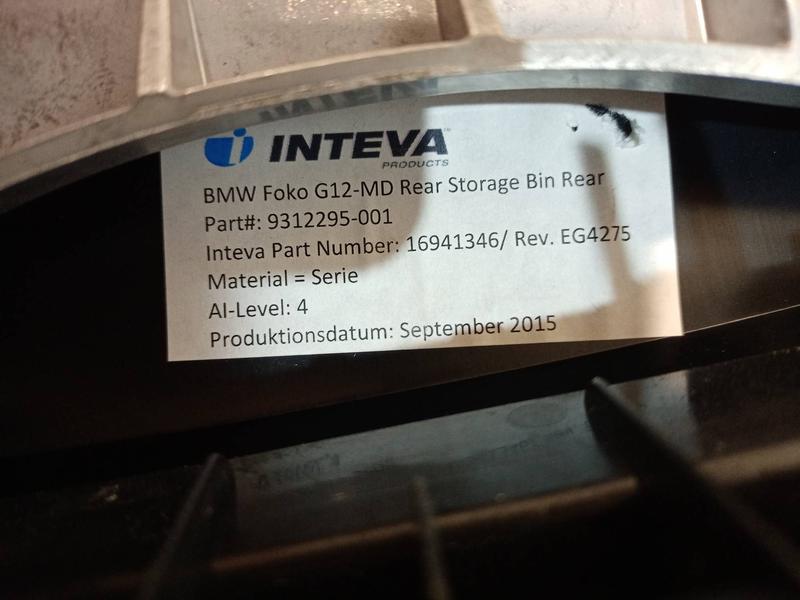 INTEVA
PRODUCTS
BMW Foko G12-MD Rear Storage Bin Rear
Part#: 9312295-001
Inteva Part Number: 16941346/ Rev. EG4275
Material = Serie
AI-Level: 4
Produktionsdatum: September 2015